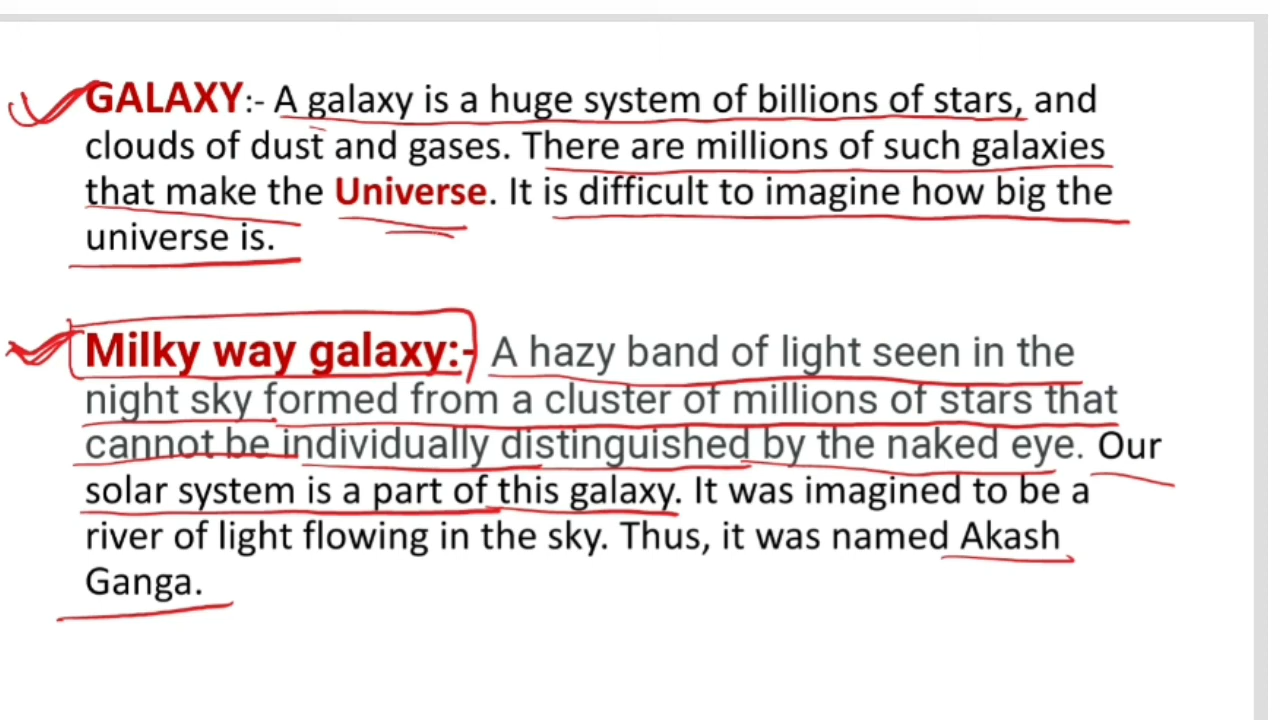 GALAXY:- A galaxy is a huge system of billions of stars, and
clouds of dust and gases. There are millions of such galaxies
that make the Universe. It is difficult to imagine how big the
universe is.
Milky way galaxy:- A hazy band of light seen in the
night sky formed from a cluster of millions of stars that
cannot be individually distinguished by the naked eye. Our
solar system is a part of this galaxy. It was imagined to be a
river of light flowing in the sky. Thus, it was named Akash
Ganga.